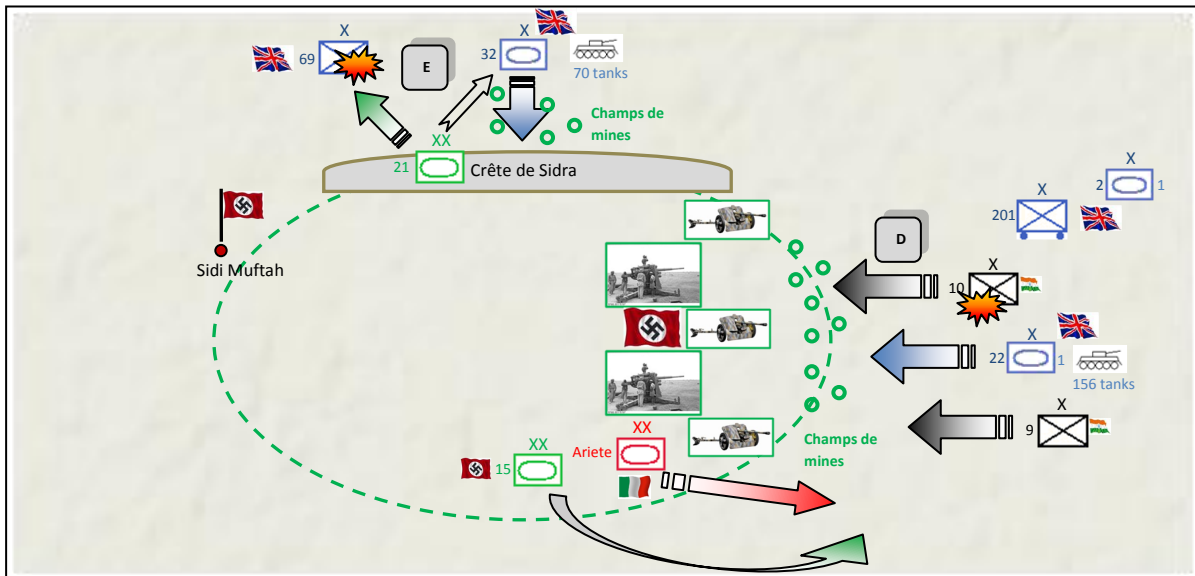 X
69
E
X
32
70 tanks
Champs de
mines
XX
21
Crête de Sidra
X
2
1
X
201
D
Sidi Muftah
X
10
X
22
1
156 tanks
X
9
Champs de
mines
XX
15
XX
Ariete